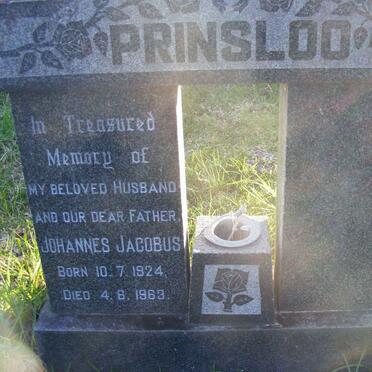 PRINSLOO
In Treasured
Memory of
MY BELOVED HUSBAND
AND OUR DEAR FATHER,
JOHANNES JACOBUS
BORN 10.7.1924,
DIED 4.6.1963.